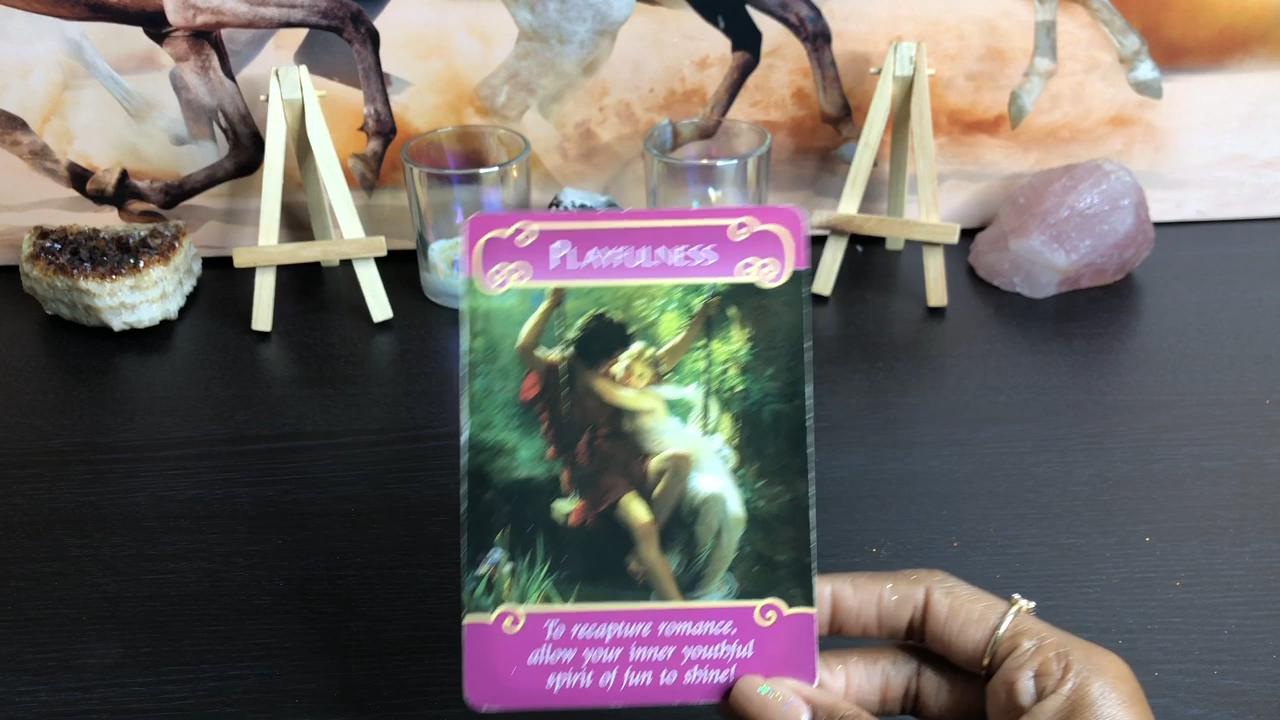 PLAYFULNESS
To recapture romance,
allow your inner youthful
spirit of fun to shine!